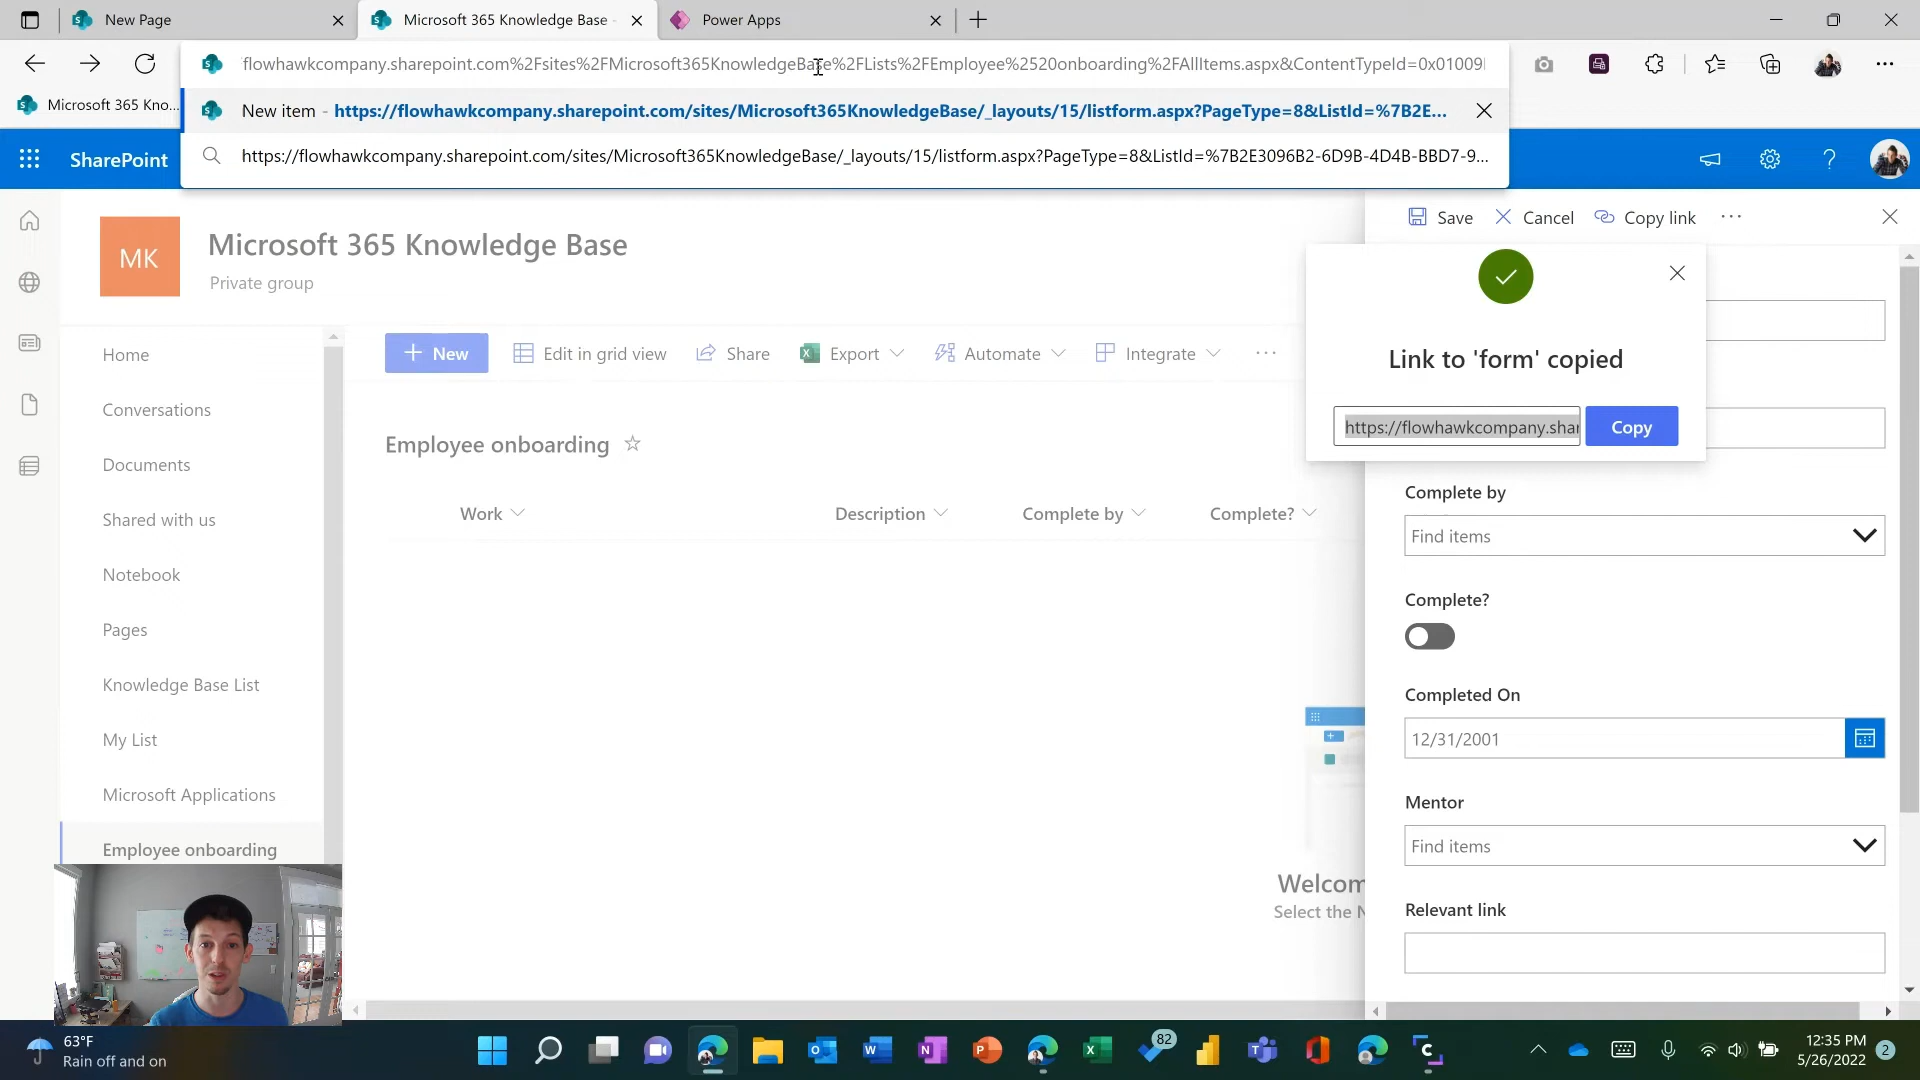 New Page
Microsoft 365 Knowledge Base -
Power Apps
flowhawkcompany.sharepoint.com%2Fsites%2FMicrosoft365KnowledgeBase%2FLists%2FEmployee%2520onboarding%2FAllItems.aspx&ContentTypeId=0x01009
Microsoft 365 Kno...
New item - https://flowhawkcompany.sharepoint.com/sites/Microsoft365KnowledgeBase/_layouts/15/listform.aspx?PageType=8&ListId=%7B2E...
https://flowhawkcompany.sharepoint.com/sites/Microsoft365KnowledgeBase/_layouts/15/listform.aspx?PageType=8&ListId=%7B2E3096B2-6D9B-4D4B-BBD7-9...
SharePoint
MK
Microsoft 365 Knowledge Base
Private group
Save
Cancel
Copy link
Link to 'form' copied
https://flowhawkcompany.shar
Copy
Home
Conversations
Documents
Shared with us
Notebook
Pages
Knowledge Base List
My List
Microsoft Applications
Employee onboarding
New
Edit in grid view
Share
Export
Automate
Integrate
Employee onboarding
Work
Description
Complete by
Complete?
Welcom
Select the N
Complete by
Find items
Complete?
Completed On
12/31/2001
Mentor
Find items
Relevant link
63°F
Rain off and on
82
12:35 PM
5/26/2022
2